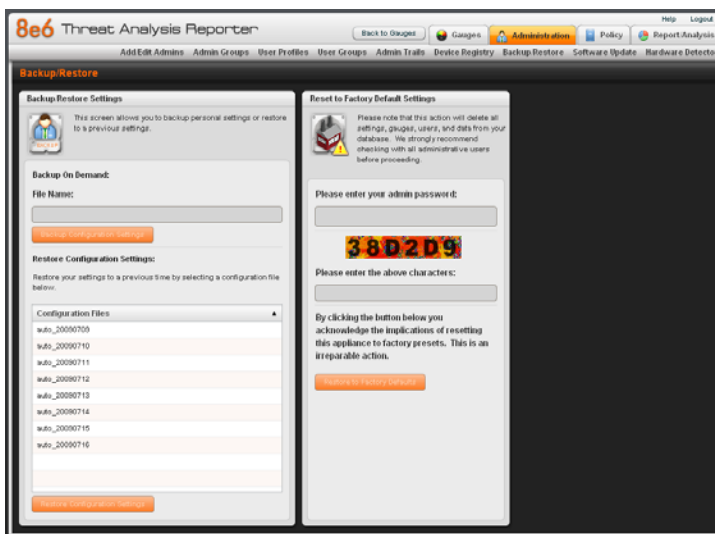 Help Logout
8e6 Threat Analysis Reporter
Back to Gauges Gauges Administration Policy Report/Analysis
Add/Edit Admins Admin Groups User Profiles User Groups Admin Trails Device Registry Backup/Restore Software Update Hardware Detecto
Backup/Restore
Backup/Restore Settings
This screen allows you to backup personal settings or restore
to a previous settings.
BACKUP
Backup On Demand:
File Name:
Backup Configuration Settings
Restore Configuration Settings:
Restore your settings to a previous time by selecting a configuration file
below.
Configuration Files
auto_20090709
auto_20090710
auto_20090711
auto_20090712
auto_20090713
auto_20090714
auto_20090715
auto_20090716
Restore Configuration Settings
Reset to Factory Default Settings
Please note that this action will delete all
settings, gauges, users, and data from your
database. We strongly recommend
checking with all administrative users
before proceeding.
Please enter your admin password:
38D2D9
Please enter the above characters:
By clicking the button below you
acknowledge the implications of resetting
this appliance to factory presets. This is an
irreparable action.
Restore to Factory Defaults